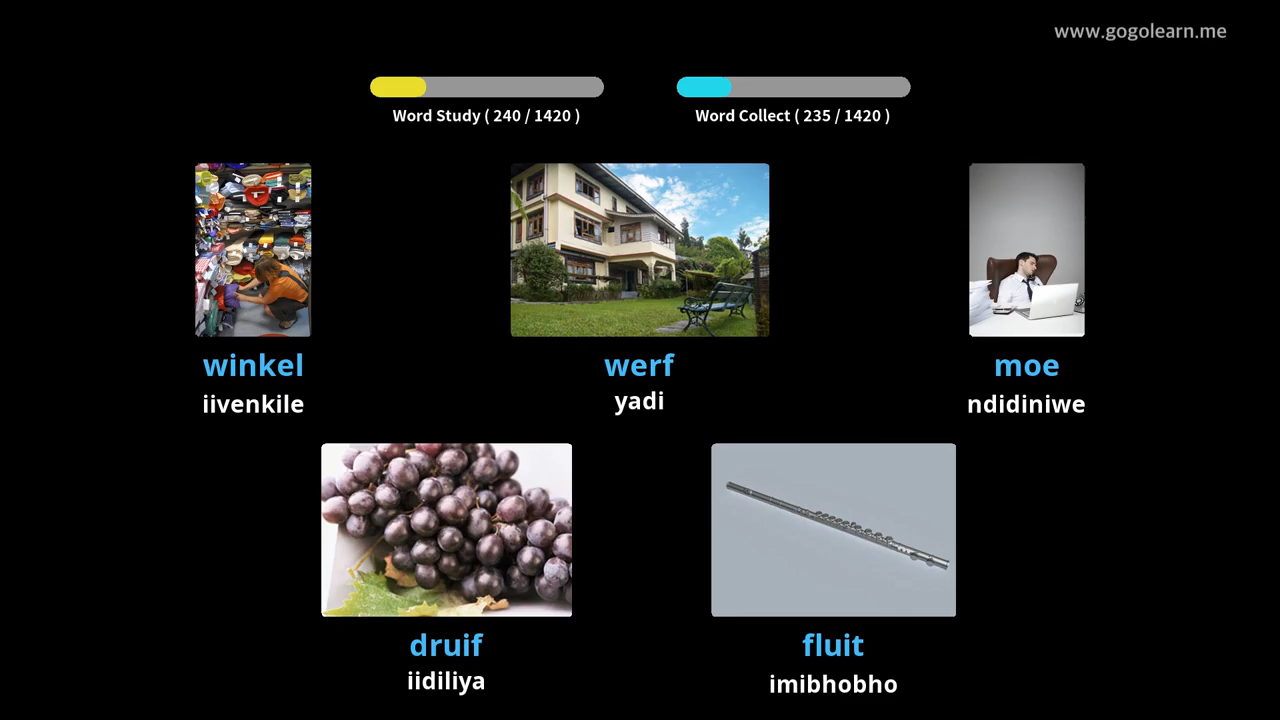 www.gogolearn.me
Word Study ( 240 / 1420 )
Word Collect ( 235 / 1420 )
winkel
iivenkile
werf
yadi
moe
ndidiniwe
druif
iidiliya
fluit
imibhobho